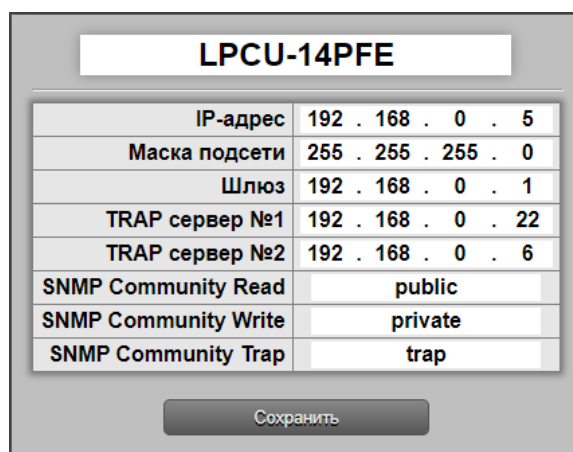 LPCU-14PFE
IP-адрес 192 . 168 . 0 . 5
Маска подсети 255 . 255 . 255 . 0
Шлюз 192 . 168 . 0 . 1
TRAP сервер №1 192 . 168 . 0 . 22
TRAP сервер №2 192 . 168 . 0 . 6
SNMP Community Read public
SNMP Community Write private
SNMP Community Trap trap
Сохранить